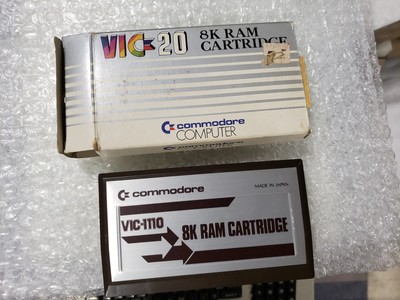 VIC-20
8K RAM
CARTRIDGE
commodore
COMPUTER
commodore
MADE IN JAPAN
VIC-1110
8K RAM CARTRIDGE